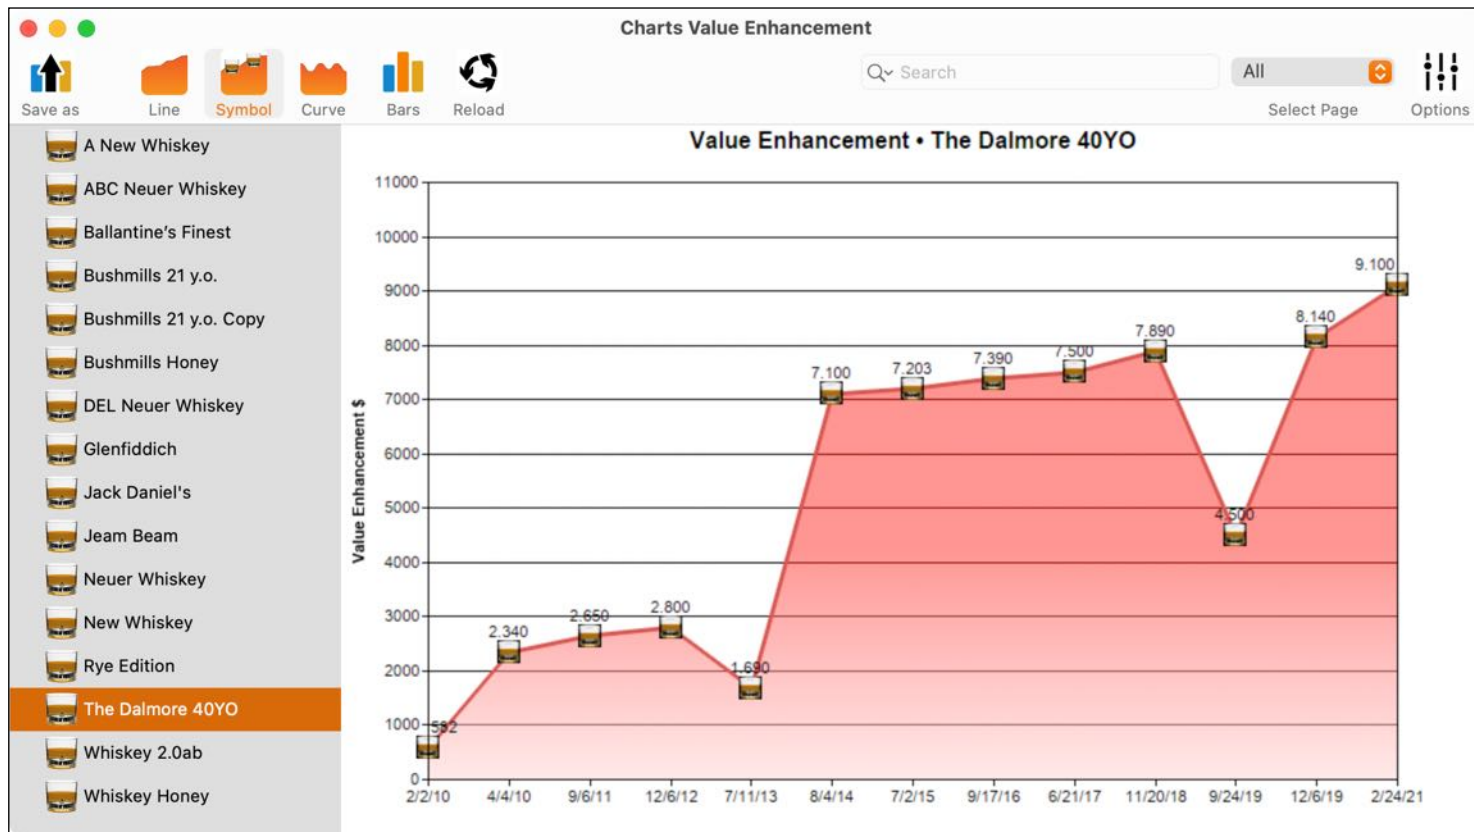 Charts Value Enhancement
Save as
Line
Symbol
Curve
Bars
Reload
Search
All
Select Page
Options
A New Whiskey
ABC Neuer Whiskey
Ballantine’s Finest
Bushmills 21 y.o.
Bushmills 21 y.o. Copy
Bushmills Honey
DEL Neuer Whiskey
Glenfiddich
Jack Daniel's
Jeam Beam
Neuer Whiskey
New Whiskey
Rye Edition
The Dalmore 40YO
Whiskey 2.0ab
Whiskey Honey
Value Enhancement • The Dalmore 40YO
Value Enhancement $
11000
10000
9000
8000
7000
6000
5000
4000
3000
2000
1000
0
2.340
2.650
2.800
1.690
7.100
7.203
7.390
7.500
7.890
4.500
8.140
9.100
2/2/10
4/4/10
9/6/11
12/6/12
7/11/13
8/4/14
7/2/15
9/17/16
6/21/17
11/20/18
9/24/19
12/6/19
2/24/21